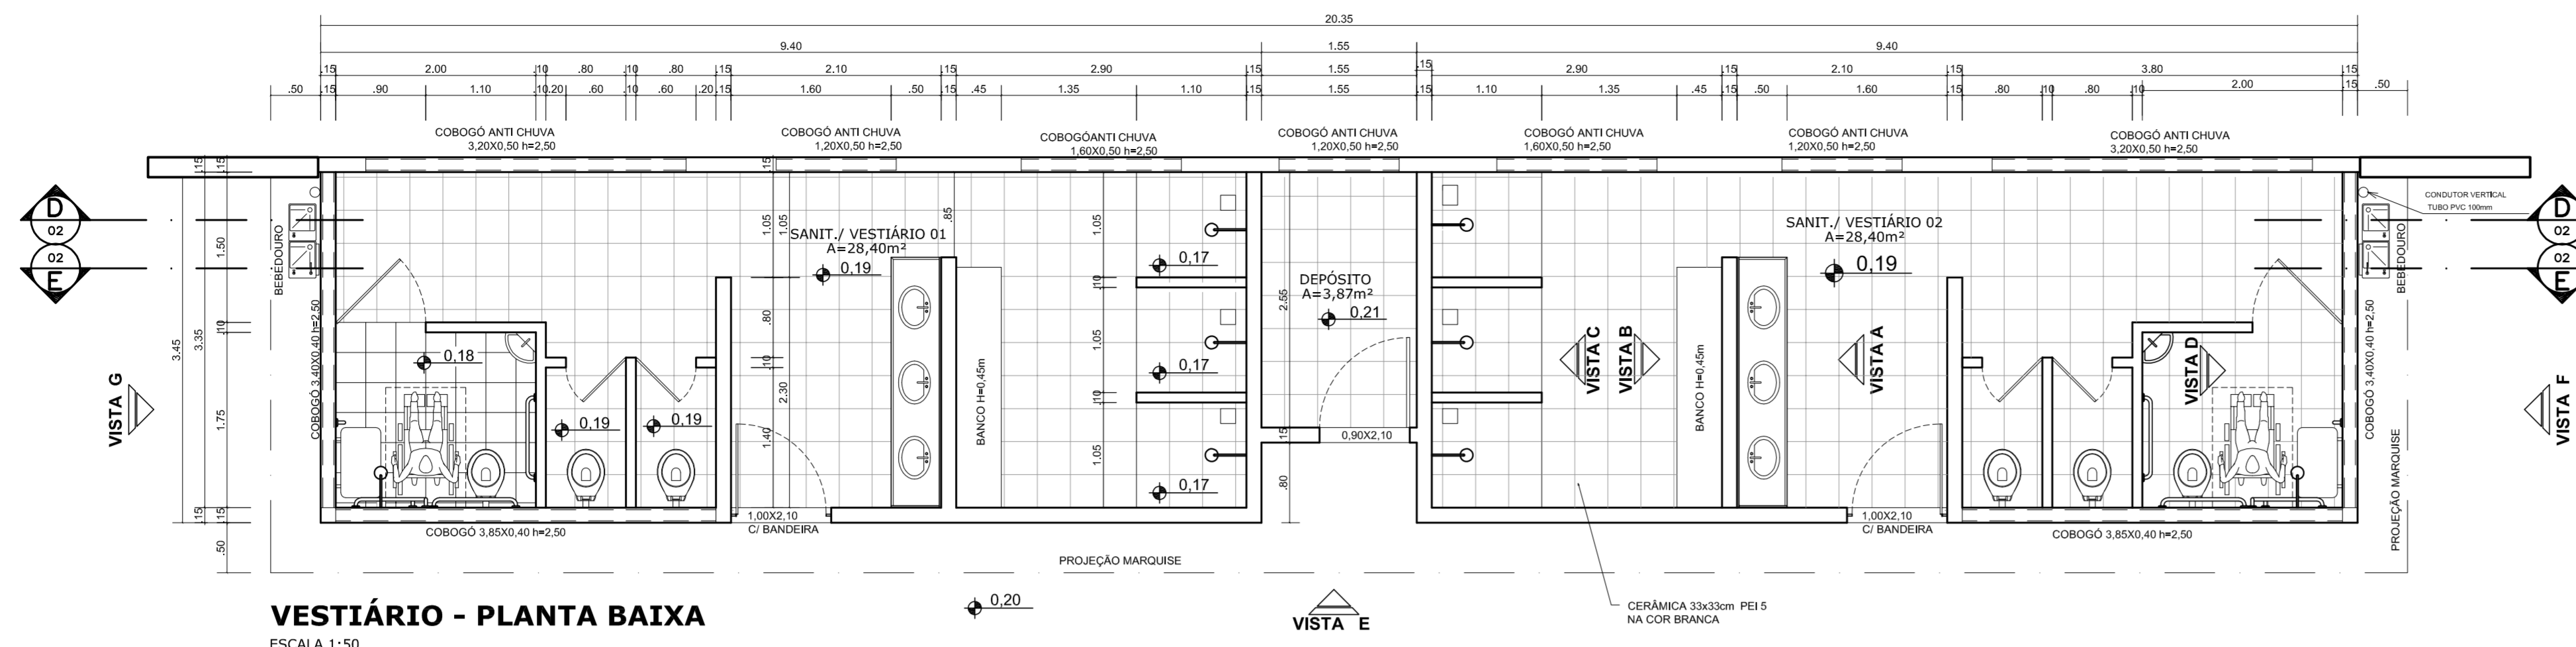 20.35
9.40 1.55 9.40
.15 2.00 .10 .80 .10 .80 .15 2.10 .15 2.90 .15 1.55 .15 2.90 .15 2.10 .15 3.80 .15
.50 .15 .90 1.10 .10 .20 .60 .10 .60 .20 .15 1.60 .50 .15 .45 1.35 1.10 .15 1.55 .15 1.10 1.35 .45 .15 .50 1.60 .15 .80 .10 .80 .10 2.00 .15 .50
COBOGÓ ANTI CHUVA
3,20X0,50 h=2,50
COBOGÓ ANTI CHUVA
1,20X0,50 h=2,50
COBOGÓANTI CHUVA
1,60X0,50 h=2,50
COBOGÓ ANTI CHUVA
1,20X0,50 h=2,50
COBOGÓ ANTI CHUVA
1,60X0,50 h=2,50
COBOGÓ ANTI CHUVA
1,20X0,50 h=2,50
COBOGÓ ANTI CHUVA
3,20X0,50 h=2,50
D
02
02
E
VISTA G
3.45
.15 3.35 .15
.15 1.50 .10 1.75 .15 .50
BEBEDOURO
COBOGÓ 3,40X0,40 h=2,50
0,18
0,19
0,19
.15
1.05
.80
.10
1.40
1.05
2.30
SANIT./ VESTIÁRIO 01
A=28,40m²
0,19
.85
BANCO H=0,45m
1.05
.10
1.05
.10
1.05
0,17
0,17
0,17
2.55
.15
.80
DEPÓSITO
A=3,87m²
0,21
0,90X2,10
VISTA C
VISTA B
BANCO H=0,45m
SANIT./ VESTIÁRIO 02
A=28,40m²
0,19
VISTA A
VISTA D
COBOGÓ 3,40X0,40 h=2,50
BEBEDOURO
CONDUTOR VERTICAL
TUBO PVC 100mm
D
02
02
E
VISTA F
PROJEÇÃO MARQUISE
COBOGÓ 3,85X0,40 h=2,50
1,00X2,10
C/ BANDEIRA
1,00X2,10
C/ BANDEIRA
COBOGÓ 3,85X0,40 h=2,50
PROJEÇÃO MARQUISE
VESTIÁRIO - PLANTA BAIXA
ESCALA 1:50
0,20
VISTA E
CERÂMICA 33x33cm PEI 5
NA COR BRANCA